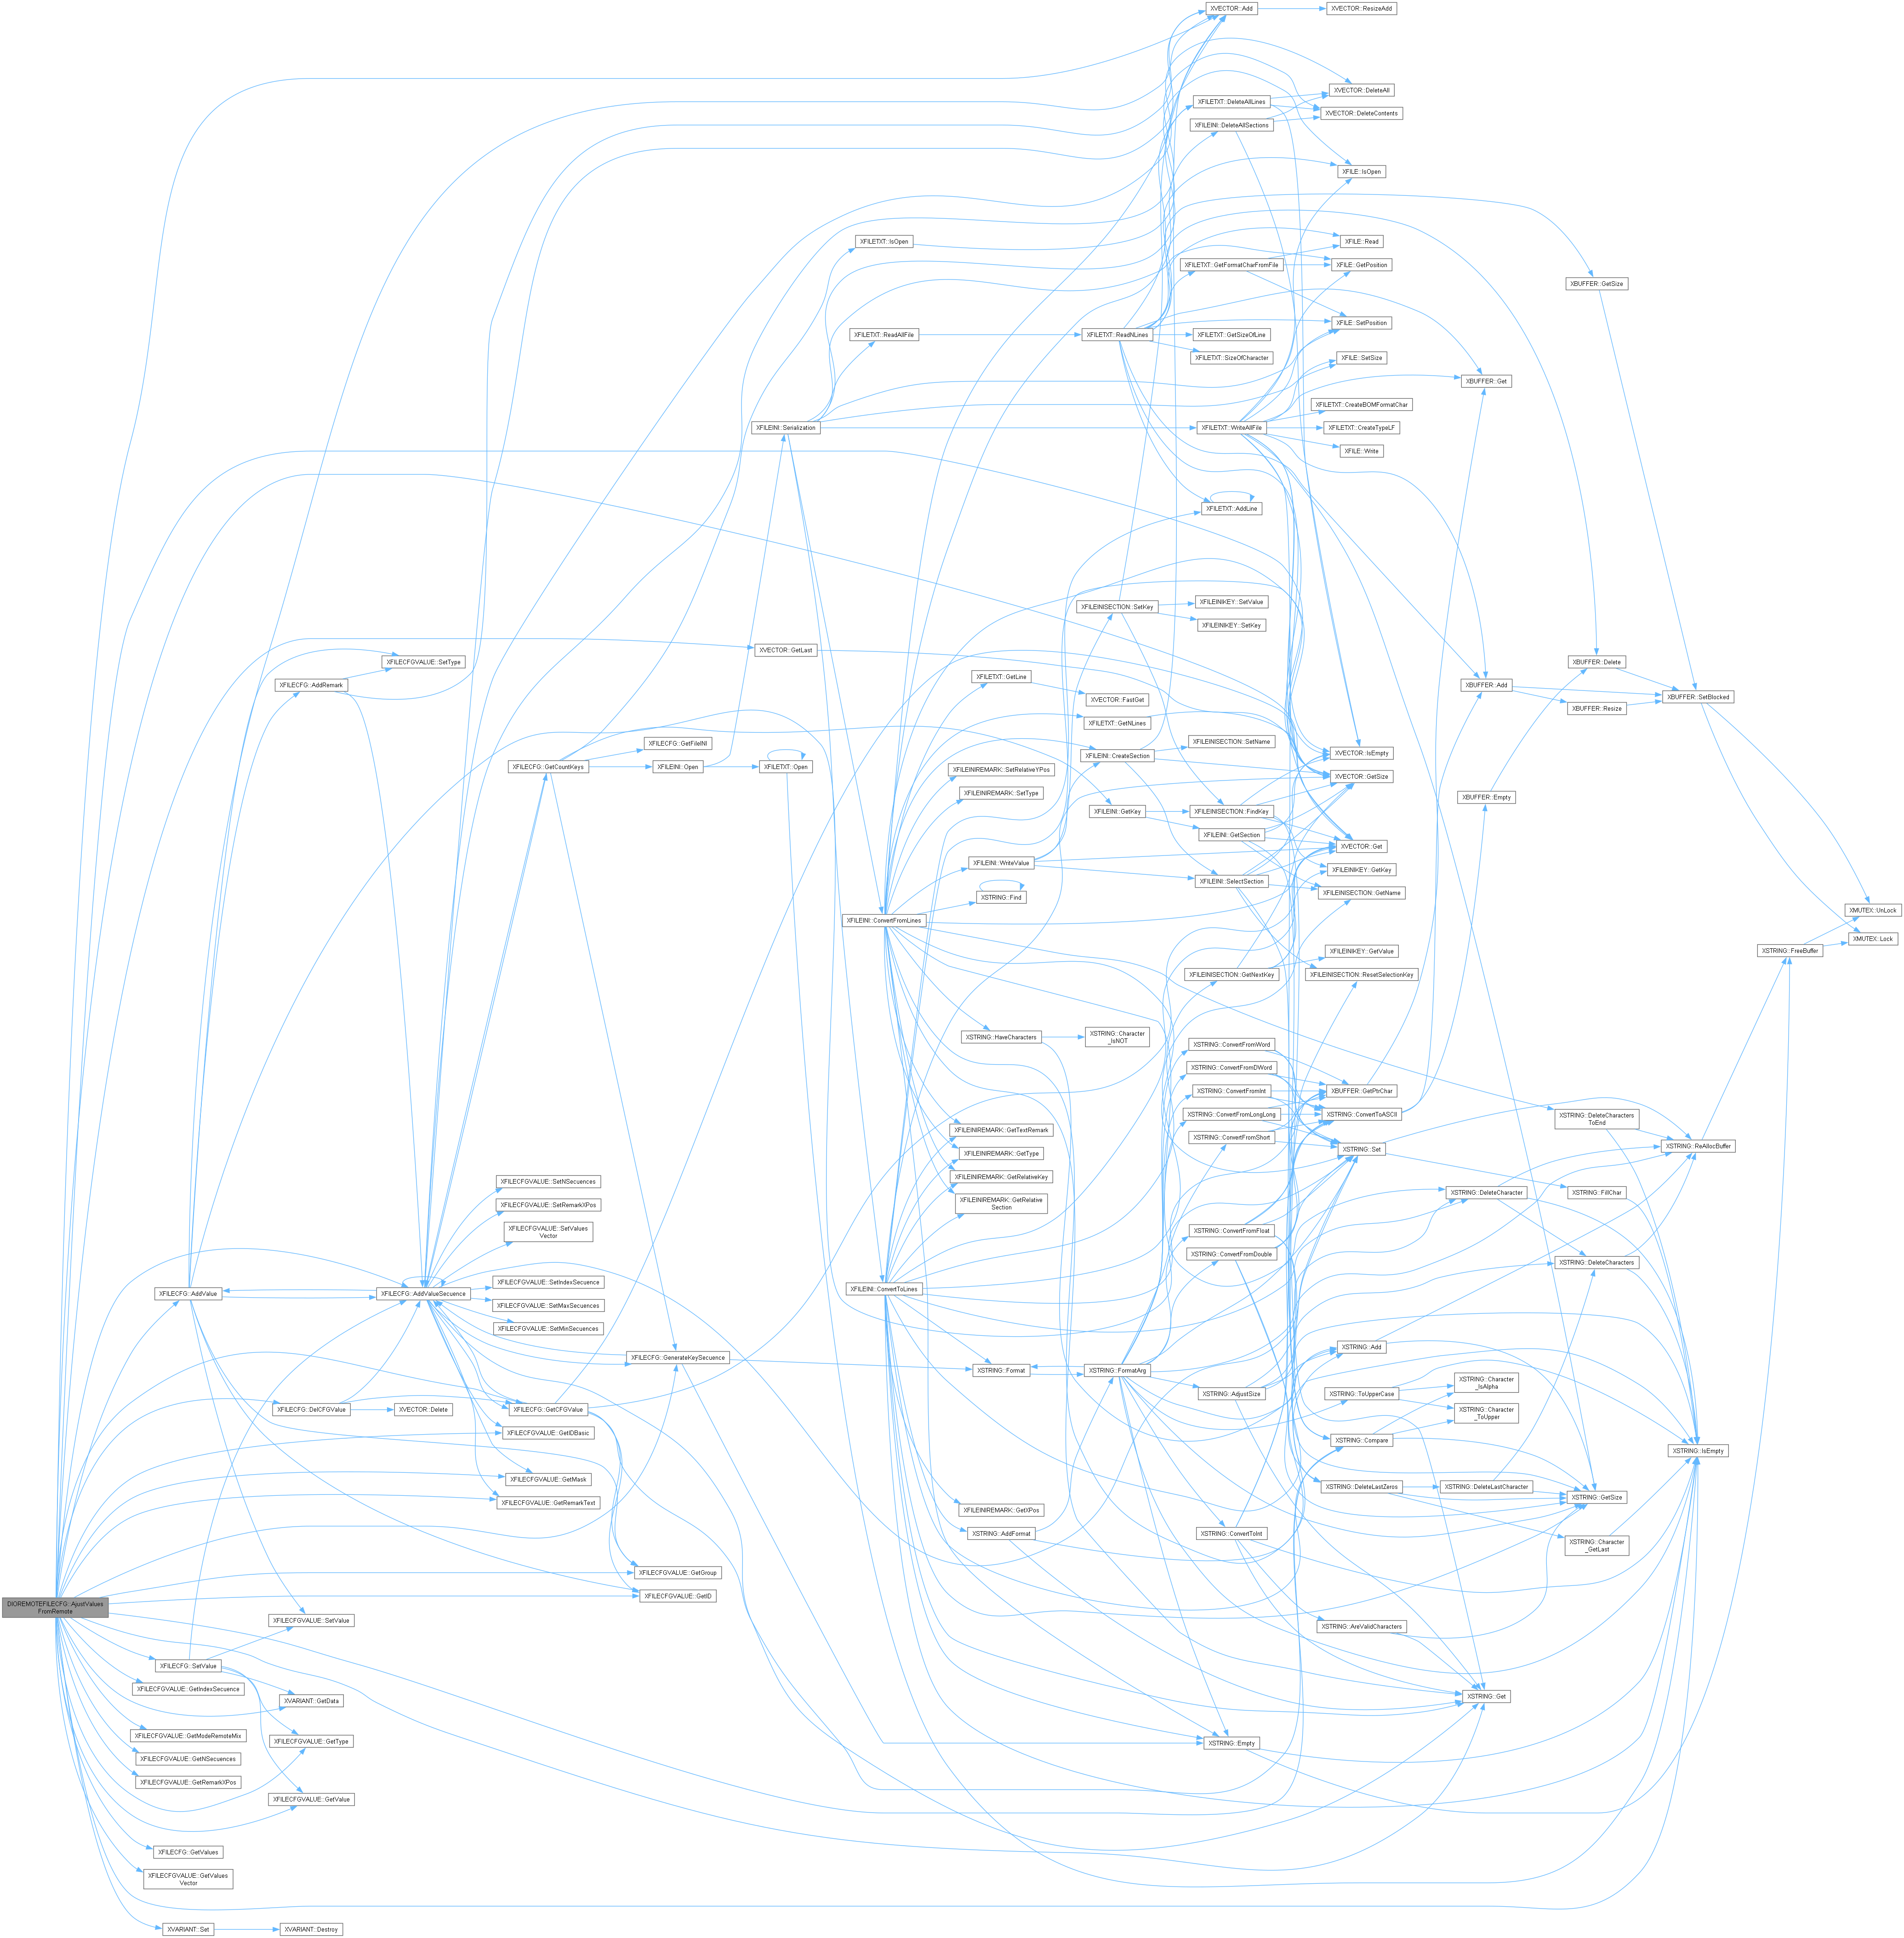 XVECTOR::Add
XVECTOR::ResizeAdd
XVECTOR::DeleteAll
XFILETXT::DeleteAllLines
XVECTOR::DeleteContents
XFILEINI::DeleteAllSections
XFILE::IsOpen
XFILETXT::IsOpen
XFILE::Read
XFILETXT::GetFormatCharFromFile
XFILE::GetPosition
XBUFFER::GetSize
XFILE::SetPosition
XFILETXT::ReadAllFile
XFILETXT::ReadNLines
XFILETXT::GetSizeOfLine
XFILETXT::SizeOfCharacter
XFILE::SetSize
XBUFFER::Get
XFILETXT::CreateBOMFormatChar
XFILEINI::Serialization
XFILETXT::WriteAllFile
XFILETXT::CreateTypeLF
XFILE::Write
XFILETXT::AddLine
XFILEINISECTION::SetKey
XFILEINIKEY::SetValue
XFILEINIKEY::SetKey
XVECTOR::GetLast
XFILECFGVALUE::SetType
XBUFFER::Delete
XFILETXT::GetLine
XFILECFG::AddRemark
XBUFFER::Add
XVECTOR::FastGet
XBUFFER::SetBlocked
XBUFFER::Resize
XFILETXT::GetNLines
XFILECFG::GetFileINI
XFILEINISECTION::SetName
XFILEINI::CreateSection
XVECTOR::IsEmpty
XFILECFG::GetCountKeys
XFILEINI::Open
XFILETXT::Open
XFILEINIREMARK::SetRelativeYPos
XVECTOR::GetSize
XFILEINIREMARK::SetType
XBUFFER::Empty
XFILEINI::GetKey
XFILEINISECTION::FindKey
XFILEINI::GetSection
XVECTOR::Get
XFILEINI::WriteValue
XFILEINIKEY::GetKey
XFILEINI::SelectSection
XFILEINISECTION::GetName
XSTRING::Find
XMUTEX::UnLock
XFILEINI::ConvertFromLines
XMUTEX::Lock
XFILEINIKEY::GetValue
XSTRING::FreeBuffer
XFILEINISECTION::GetNextKey
XFILEINISECTION::ResetSelectionKey
XSTRING::HaveCharacters
XSTRING::Character
_IsNOT
XSTRING::ConvertFromWord
XSTRING::ConvertFromDWord
XSTRING::ConvertFromInt
XBUFFER::GetPtrChar
XSTRING::ConvertFromLongLong
XSTRING::ConvertToASCII
XSTRING::DeleteCharacters
ToEnd
XFILEINIREMARK::GetTextRemark
XSTRING::ConvertFromShort
XSTRING::Set
XSTRING::ReAllocBuffer
XFILEINIREMARK::GetType
XFILECFGVALUE::SetNSecuences
XFILEINIREMARK::GetRelativeKey
XSTRING::DeleteCharacter
XSTRING::FillChar
XFILECFGVALUE::SetRemarkXPos
XFILEINIREMARK::GetRelative
Section
XFILECFGVALUE::SetValues
Vector
XSTRING::ConvertFromFloat
XSTRING::ConvertFromDouble
XSTRING::DeleteCharacters
XFILECFGVALUE::SetIndexSecuence
XFILEINI::ConvertToLines
XFILECFG::AddValue
XFILECFG::AddValueSecuence
XFILECFGVALUE::SetMaxSecuences
XFILECFGVALUE::SetMinSecuences
XSTRING::Add
XFILECFG::GenerateKeySecuence
XSTRING::Format
XSTRING::FormatArg
XSTRING::AdjustSize
XSTRING::ToUpperCase
XSTRING::Character
_IsAlpha
XFILECFG::DelCFGValue
XVECTOR::Delete
XFILECFG::GetCFGValue
XSTRING::Character
_ToUpper
XFILECFGVALUE::GetIDBasic
XSTRING::Compare
XSTRING::IsEmpty
XFILECFGVALUE::GetMask
XSTRING::DeleteLastZeros
XSTRING::DeleteLastCharacter
XSTRING::GetSize
XFILECFGVALUE::GetRemarkText
XFILEINIREMARK::GetXPos
XSTRING::AddFormat
XSTRING::ConvertToInt
XSTRING::Character
_GetLast
XFILECFGVALUE::GetGroup
XFILECFGVALUE::GetID
DIOREMOTEFILECFG::AjustValues
FromRemote
XFILECFGVALUE::SetValue
XSTRING::AreValidCharacters
XFILECFG::SetValue
XFILECFGVALUE::GetIndexSecuence
XVARIANT::GetData
XSTRING::Get
XFILECFGVALUE::GetModeRemoteMix
XFILECFGVALUE::GetType
XSTRING::Empty
XFILECFGVALUE::GetNSecuences
XFILECFGVALUE::GetRemarkXPos
XFILECFGVALUE::GetValue
XFILECFG::GetValues
XFILECFGVALUE::GetValues
Vector
XVARIANT::Set
XVARIANT::Destroy